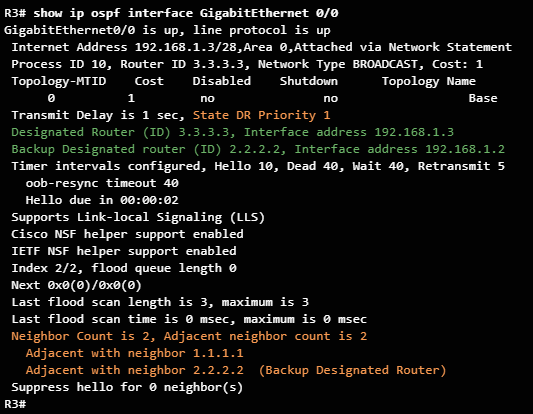 R3# show ip ospf interface GigabitEthernet 0/0
GigabitEthernet0/0 is up, line protocol is up
Internet Address 192.168.1.3/28,Area 0,Attached via Network Statement
Process ID 10, Router ID 3.3.3.3, Network Type BROADCAST, Cost: 1
Topology-MTID Cost Disabled Shutdown Topology Name
0 1 no no Base
Transmit Delay is 1 sec, State DR Priority 1
Designated Router (ID) 3.3.3.3, Interface address 192.168.1.3
Backup Designated router (ID) 2.2.2.2, Interface address 192.168.1.2
Timer intervals configured, Hello 10, Dead 40, Wait 40, Retransmit 5
oob-resync timeout 40
Hello due in 00:00:02
Supports Link-local Signaling (LLS)
Cisco NSF helper support enabled
IETF NSF helper support enabled
Index 2/2, flood queue length 0
Next 0x0(0)/0x0(0)
Last flood scan length is 3, maximum is 3
Last flood scan time is 0 msec, maximum is 0 msec
Neighbor Count is 2, Adjacent neighbor count is 2
Adjacent with neighbor 1.1.1.1
Adjacent with neighbor 2.2.2.2 (Backup Designated Router)
Suppress hello for 0 neighbor(s)
R3#